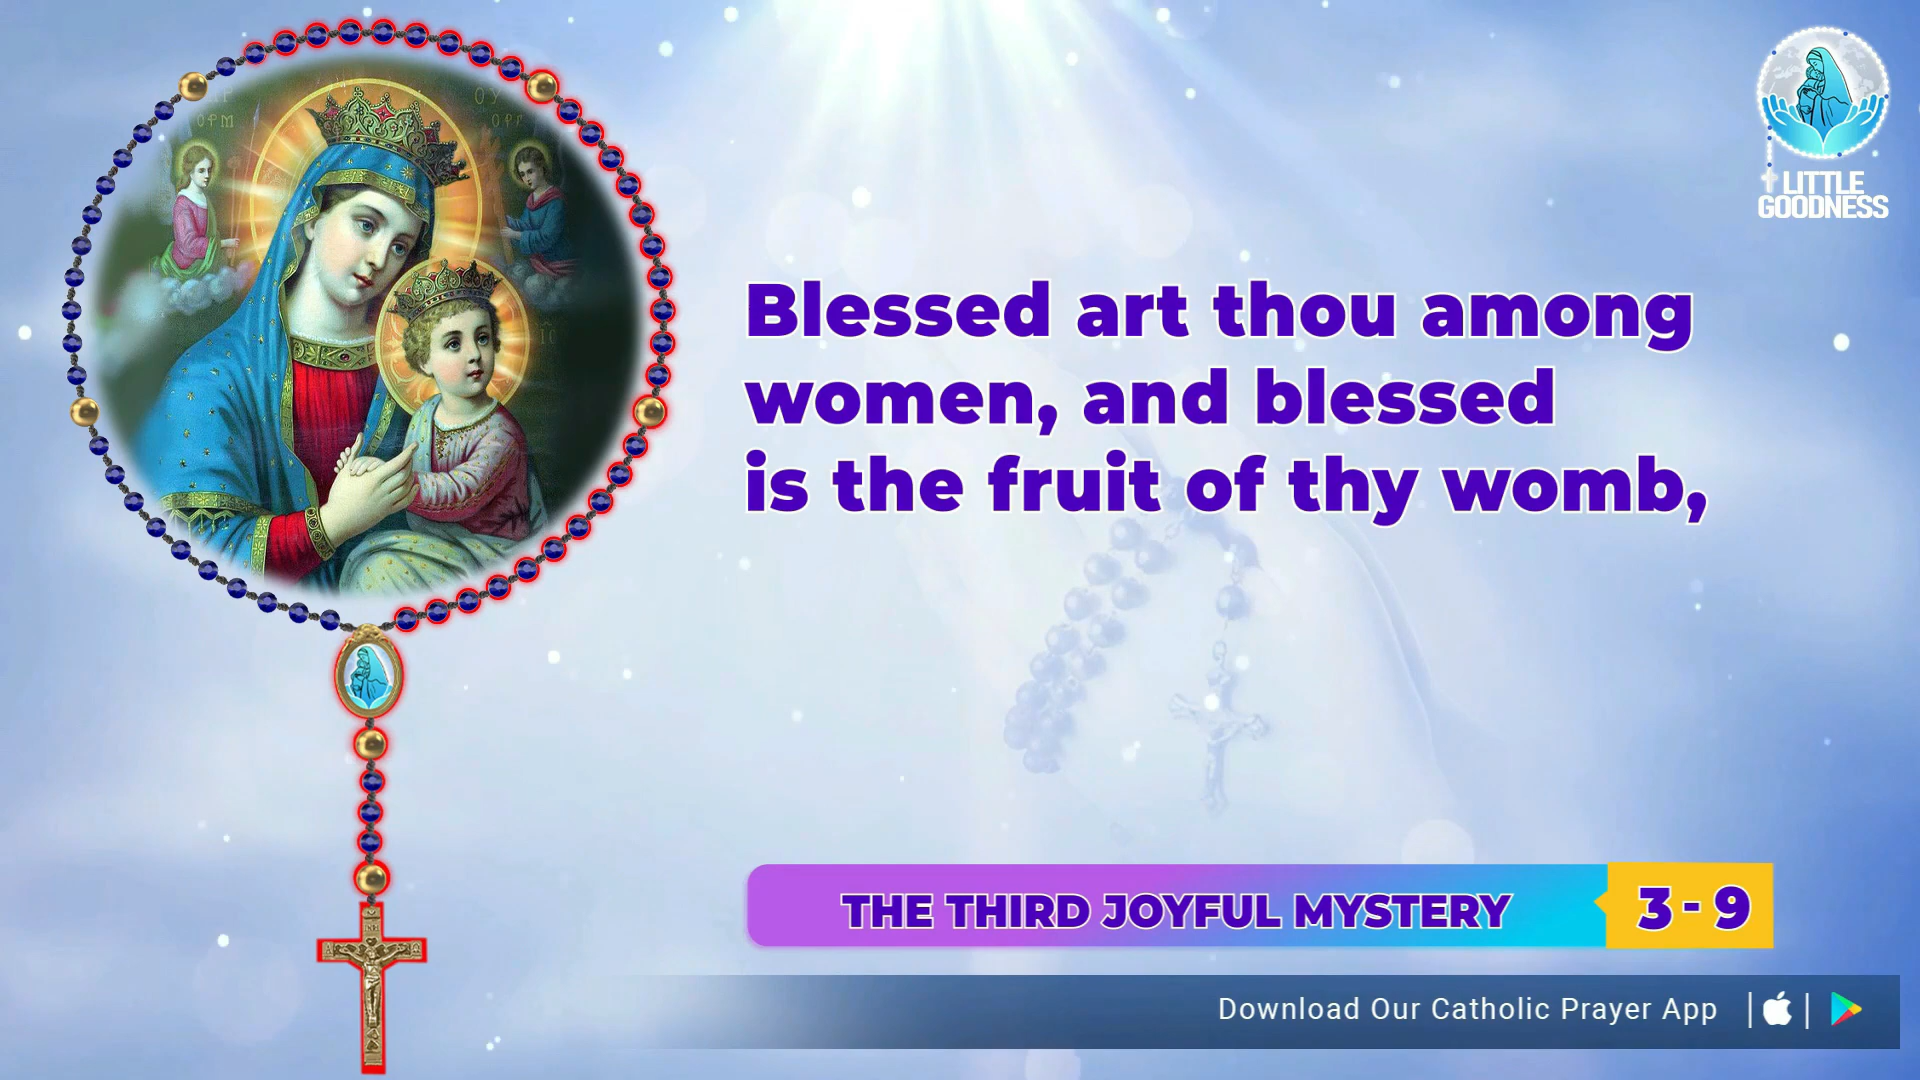 LITTLE
GOODNESS
Blessed art thou among
women, and blessed
is the fruit of thy womb,
THE THIRD JOYFUL MYSTERY
3 - 9
Download Our Catholic Prayer App
INRI